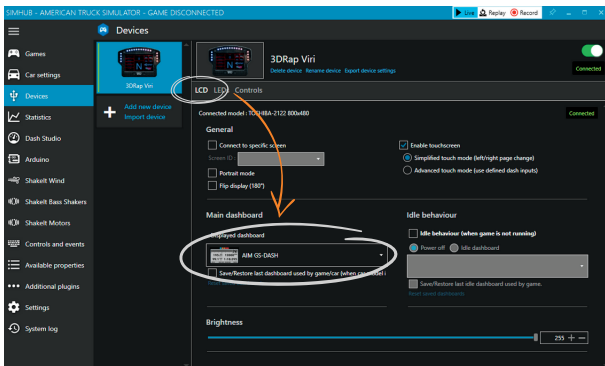 SIMHUB - AMERICAN TRUCK SIMULATOR - GAME DISCONNECTED
Live Replay Record
Devices
Games
Car settings
Devices
Statistics
Dash Studio
Arduino
ShakeIt Wind
ShakeIt Bass Shakers
ShakeIt Motors
Controls and events
Available properties
Additional plugins
Settings
System log
3DRap Viri
Add new device
Import device
3DRap Viri
Delete device Rename device Export device settings
Connected
LCD LED Controls
Connected model : TOSHIBA-2122 800x480
Connected
General
Connect to specific screen
Screen ID :
Portrait mode
Flip display (180°)
Enable touchscreen
Simplified touch mode (left/right page change)
Advanced touch mode (use defined dash inputs)
Main dashboard
Displayed dashboard
AIM-GS-DASH
Save/Restore last dashboard used by game/car (when car model i
Idle behaviour
Idle behaviour (when game is not running)
Power off Idle dashboard
Save/Restore last idle dashboard used by game.
Reset saved dashboards
Brightness
255